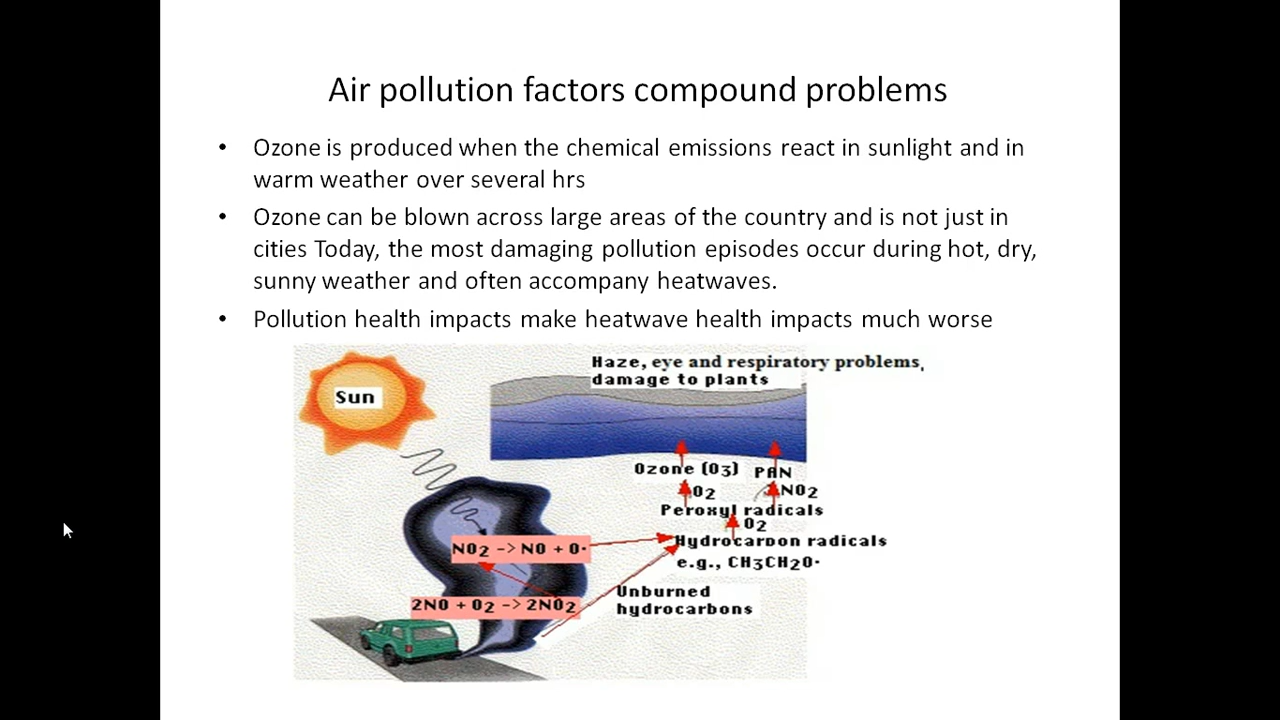 Air pollution factors compound problems
• Ozone is produced when the chemical emissions react in sunlight and in
warm weather over several hrs
• Ozone can be blown across large areas of the country and is not just in
cities Today, the most damaging pollution episodes occur during hot, dry,
sunny weather and often accompany heatwaves.
• Pollution health impacts make heatwave health impacts much worse
Haze, eye and respiratory problems,
damage to plants
Sun
Ozone (O3) PAN
O2 NO2
Peroxyl radicals
O2
NO2 -> NO + O·
Hydrocarbon radicals
e.g., CH3CH2O·
Unburned
hydrocarbons
2NO + O2 -> 2NO2